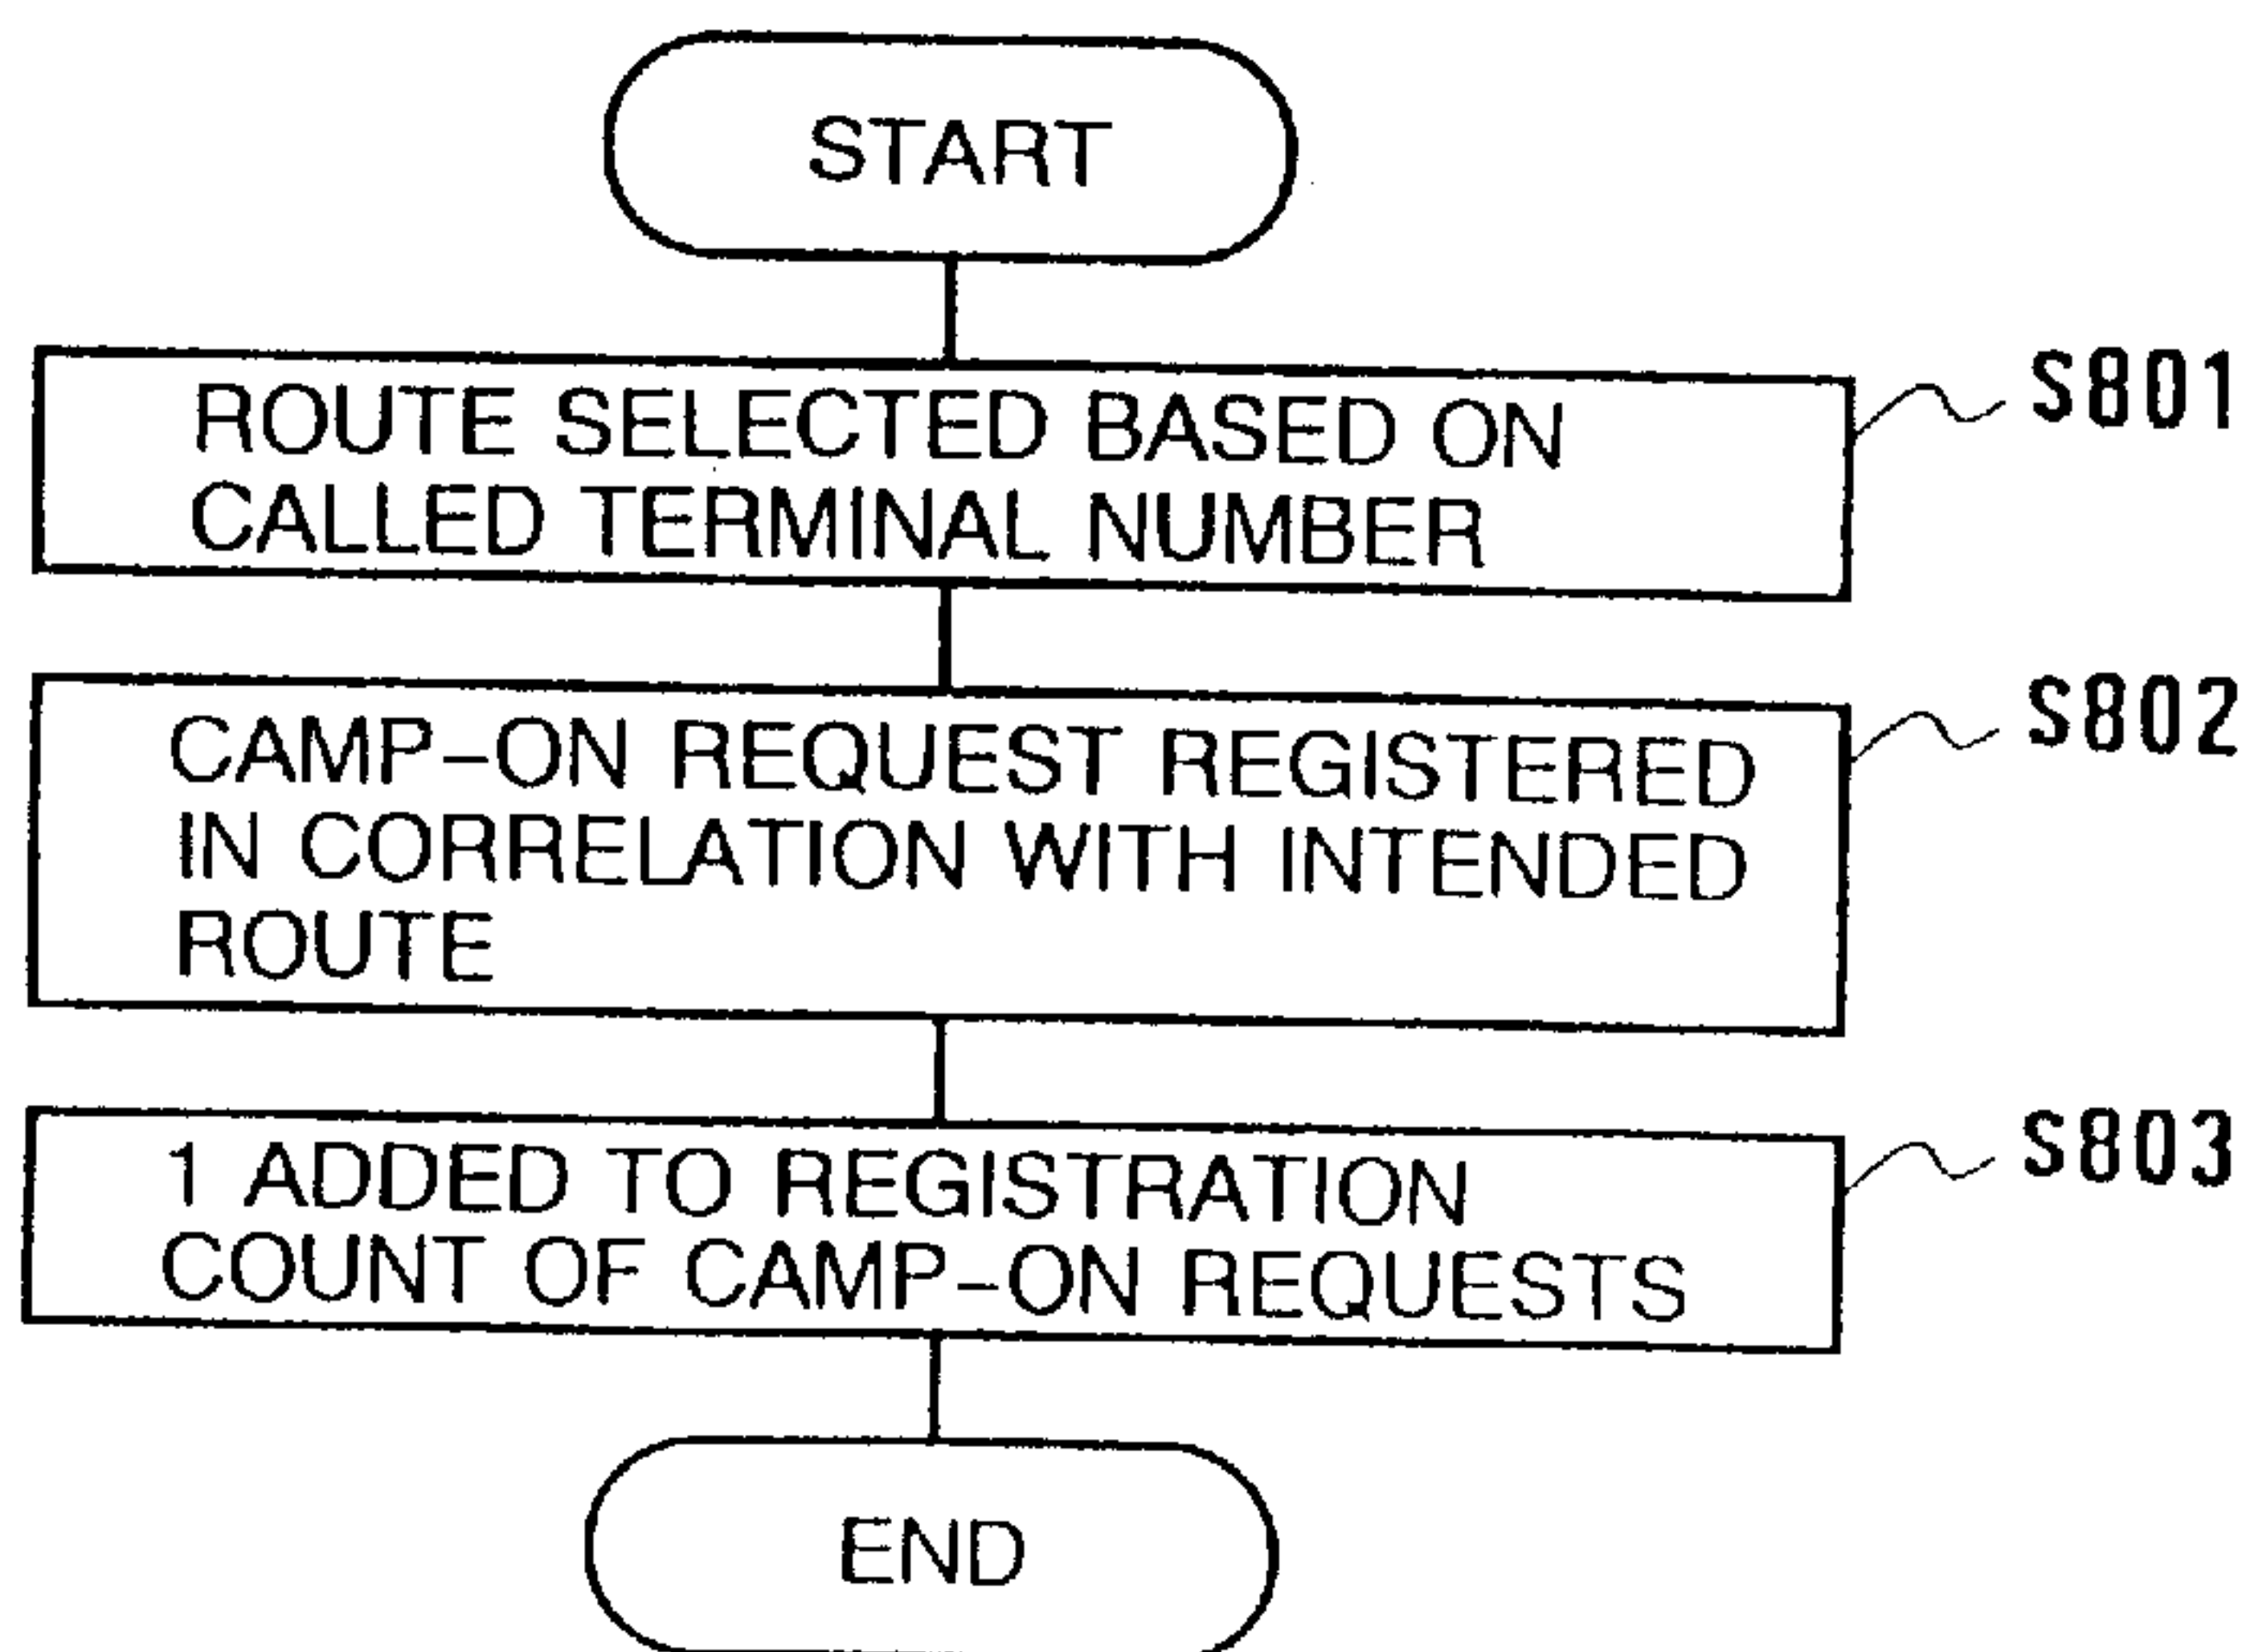 START
ROUTE SELECTED BASED ON
CALLED TERMINAL NUMBER
S801
CAMP-ON REQUEST REGISTERED
IN CORRELATION WITH INTENDED
ROUTE
S802
1 ADDED TO REGISTRATION
COUNT OF CAMP-ON REQUESTS
S803
END